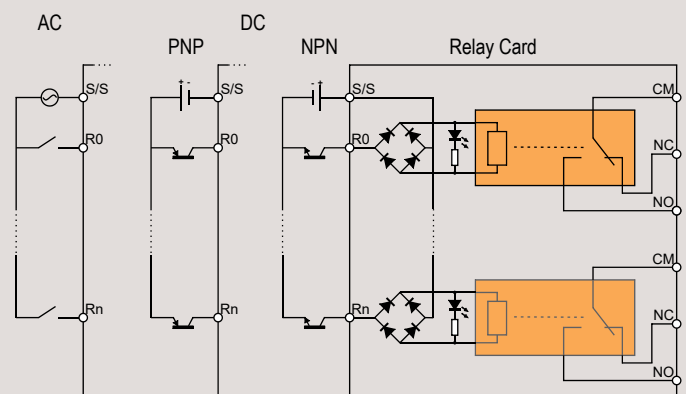 AC
DC
PNP
NPN
Relay Card
S/S
+ -
S/S
- +
S/S
CM
R0
R0
R0
NC
NO
CM
Rn
Rn
Rn
NC
NO